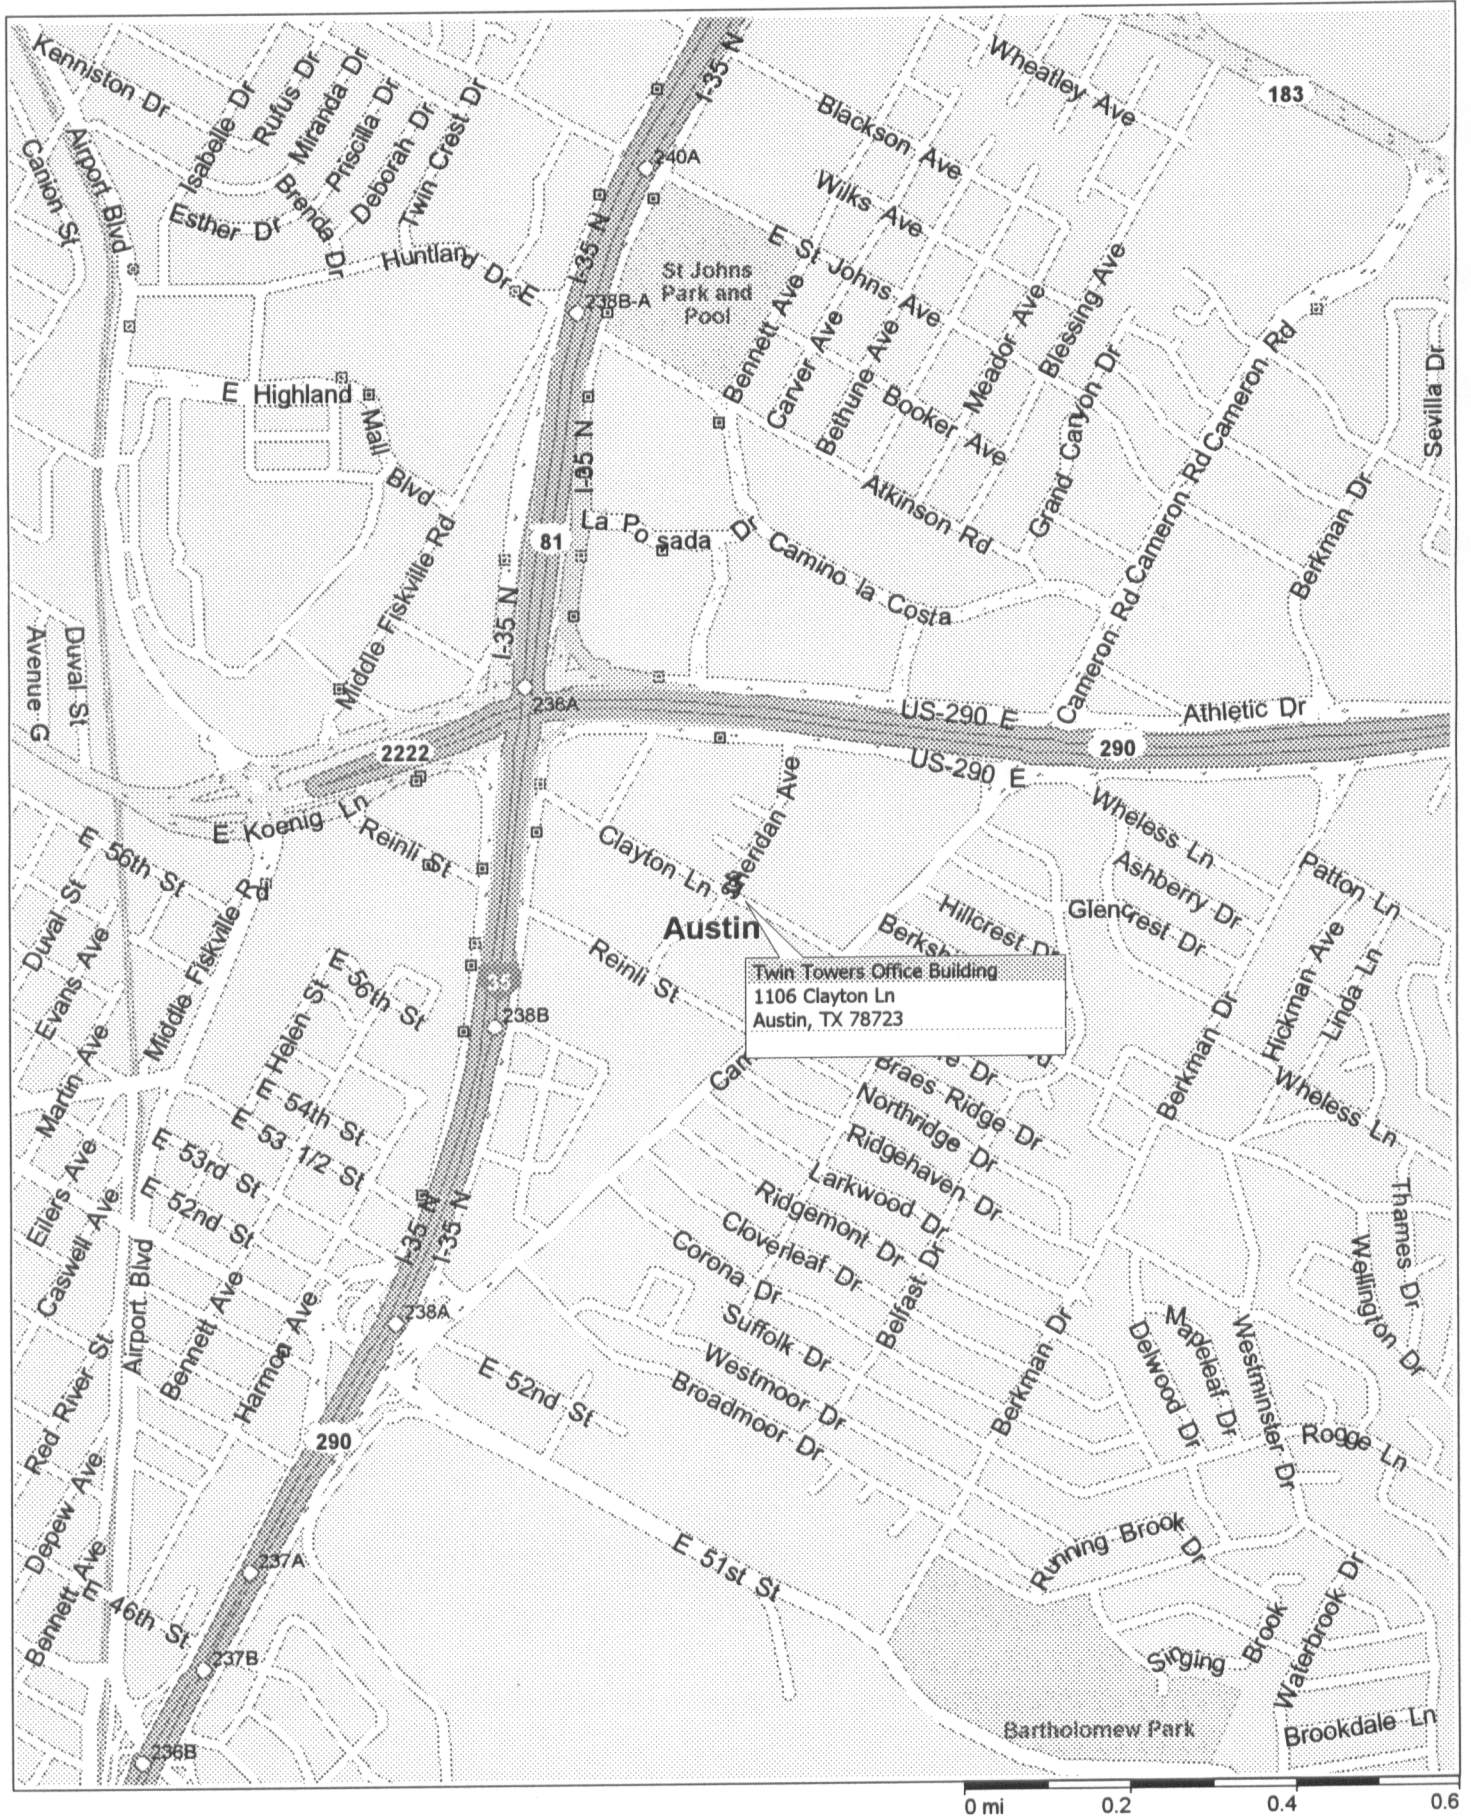 Kenniston Dr
Airport Blvd
Canion St
Isabelle Dr
Rufus Dr
Miranda Dr
Priscilla Dr
Deborah Dr
Twin Crest Dr
Esther Dr
Brenda Dr
Huntland Dr E
I-35 N
240A
I-35 N
238B-A
Wheatley Ave
183
Blackson Ave
Wilks Ave
E St Johns Ave
St Johns
Park and
Pool
Bennett Ave
Carver Ave
Bethune Ave
Meador Ave
Blessing Ave
Booker Ave
Grand Canyon Dr
Atkinson Rd
Cameron Rd
Cameron Rd
Cameron Rd
Cameron Rd
Sevilla Dr
Berkman Dr
E Highland Mall Blvd
I-35 N
81
La Posada Dr
Camino la Costa
Middle Fiskville Rd
I-35 N
Duval St
Avenue G
238A
2222
US-290 E
Athletic Dr
290
US-290 E
E Koenig Ln
Reinli St
E 56th St
Clayton Ln
Sheridan Ave
Wheless Ln
Ashberry Dr
Patton Ln
Glencrest Dr
Hillcrest Dr
Austin
Reinli St
Twin Towers Office Building
1106 Clayton Ln
Austin, TX 78723
Hickman Ave
Linda Ln
Duval St
Evans Ave
Middle Fiskville Rd
E 56th St
Helen St
35
238B
Martin Ave
E 54th St
E 53 1/2 St
E 53rd St
E 52nd St
Eilers Ave
Caswell Ave
Airport Blvd
Bennett Ave
Harmon Ave
Red River St
I-35 N
I-35 N
238A
Braes Ridge Dr
Northridge Dr
Ridgehaven Dr
Larkwood Dr
Ridgemont Dr
Cloverleaf Dr
Corona Dr
Suffolk Dr
Westmoor Dr
Broadmoor Dr
Belfast Dr
Berkman Dr
Wheless Ln
Thames Dr
Wellington Dr
Berkman Dr
Mapleleaf Dr
Delwood Dr
Westminster Dr
Rogge Ln
E 52nd St
290
Depew Ave
Bennett Ave
E 46th St
237A
237B
236B
E 51st St
Running Brook Dr
Singing Brook
Waterbrook Dr
Bartholomew Park
Brookdale Ln
0 mi 0.2 0.4 0.6